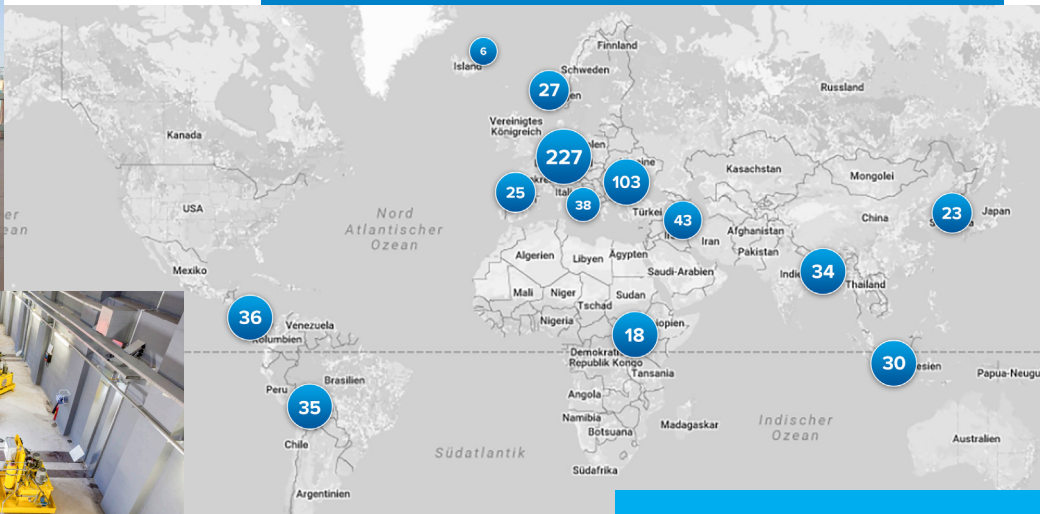 6
Island
Finnland
Schweden
27
Russland
Vereinigtes
Königreich
Kanada
227
Kasachstan
Mongolei
103
25
38
USA
Nord
Atlantischer
Ozean
Türkei
43
23
Japan
China
Afghanistan
Iran
Pakistan
Algerien
Libyen
Ägypten
Saudi-Arabien
34
Thailand
Mexiko
Mali
Niger
Sudan
Tschad
Nigeria
36
Venezuela
Kolumbien
18
Demokrati
Republik Kongo
Tansania
30
Papua-Neugu
Peru
Brasilien
35
Angola
Namibia
Botsuana
Madagaskar
Indischer
Ozean
Australien
Chile
Südatlantik
Südafrika
Argentinien